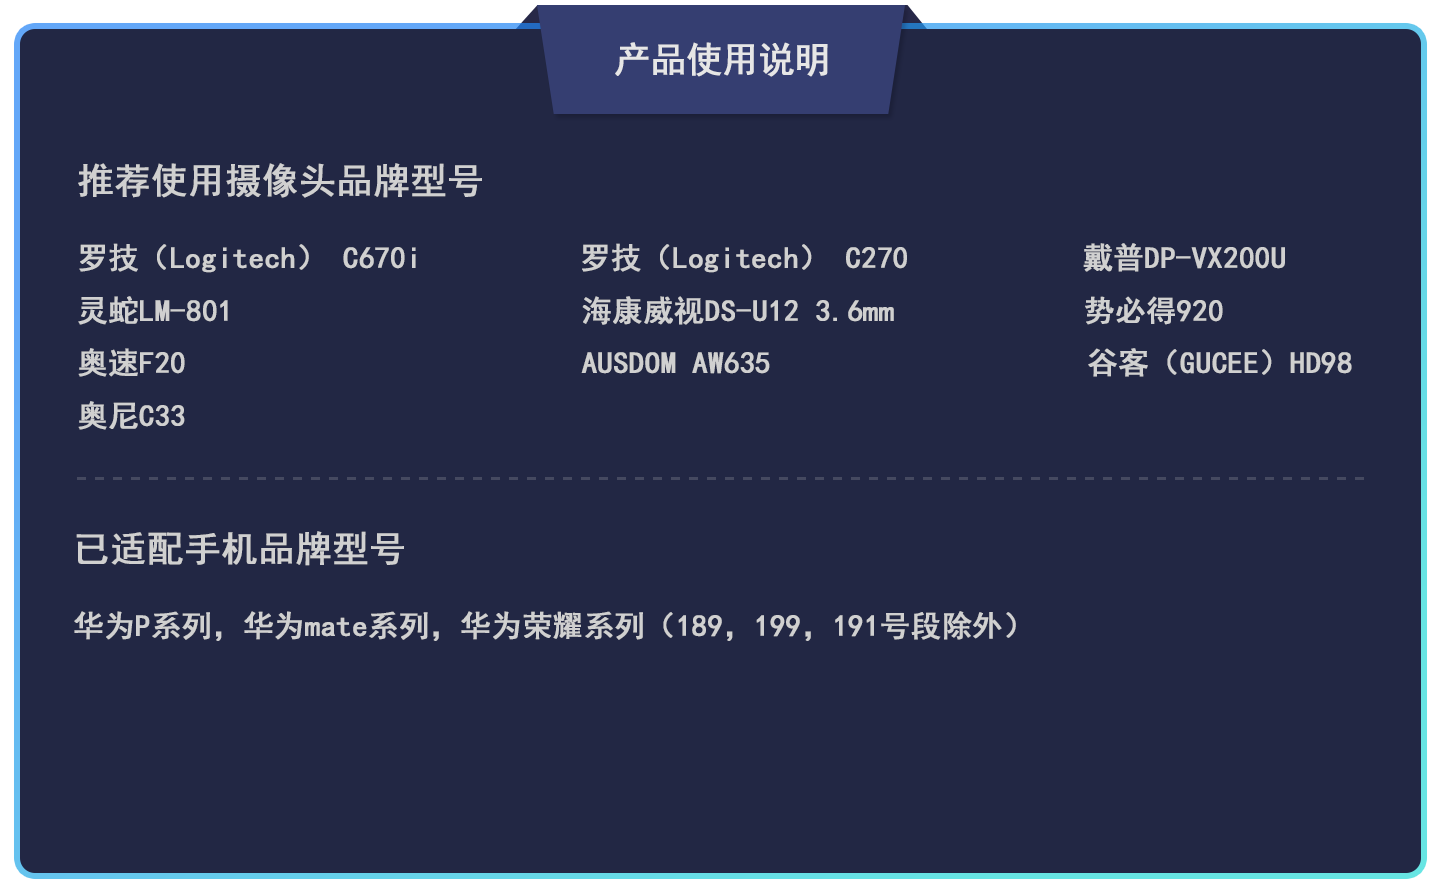 产品使用说明
推荐使用摄像头品牌型号
罗技（Logitech） C670i
罗技（Logitech） C270
戴普DP-VX200U
灵蛇LM-801
海康威视DS-U12 3.6mm
势必得920
奥速F20
AUSDOM AW635
谷客（GUCEE）HD98
奥尼C33
已适配手机品牌型号
华为P系列，华为mate系列，华为荣耀系列（189，199，191号段除外）